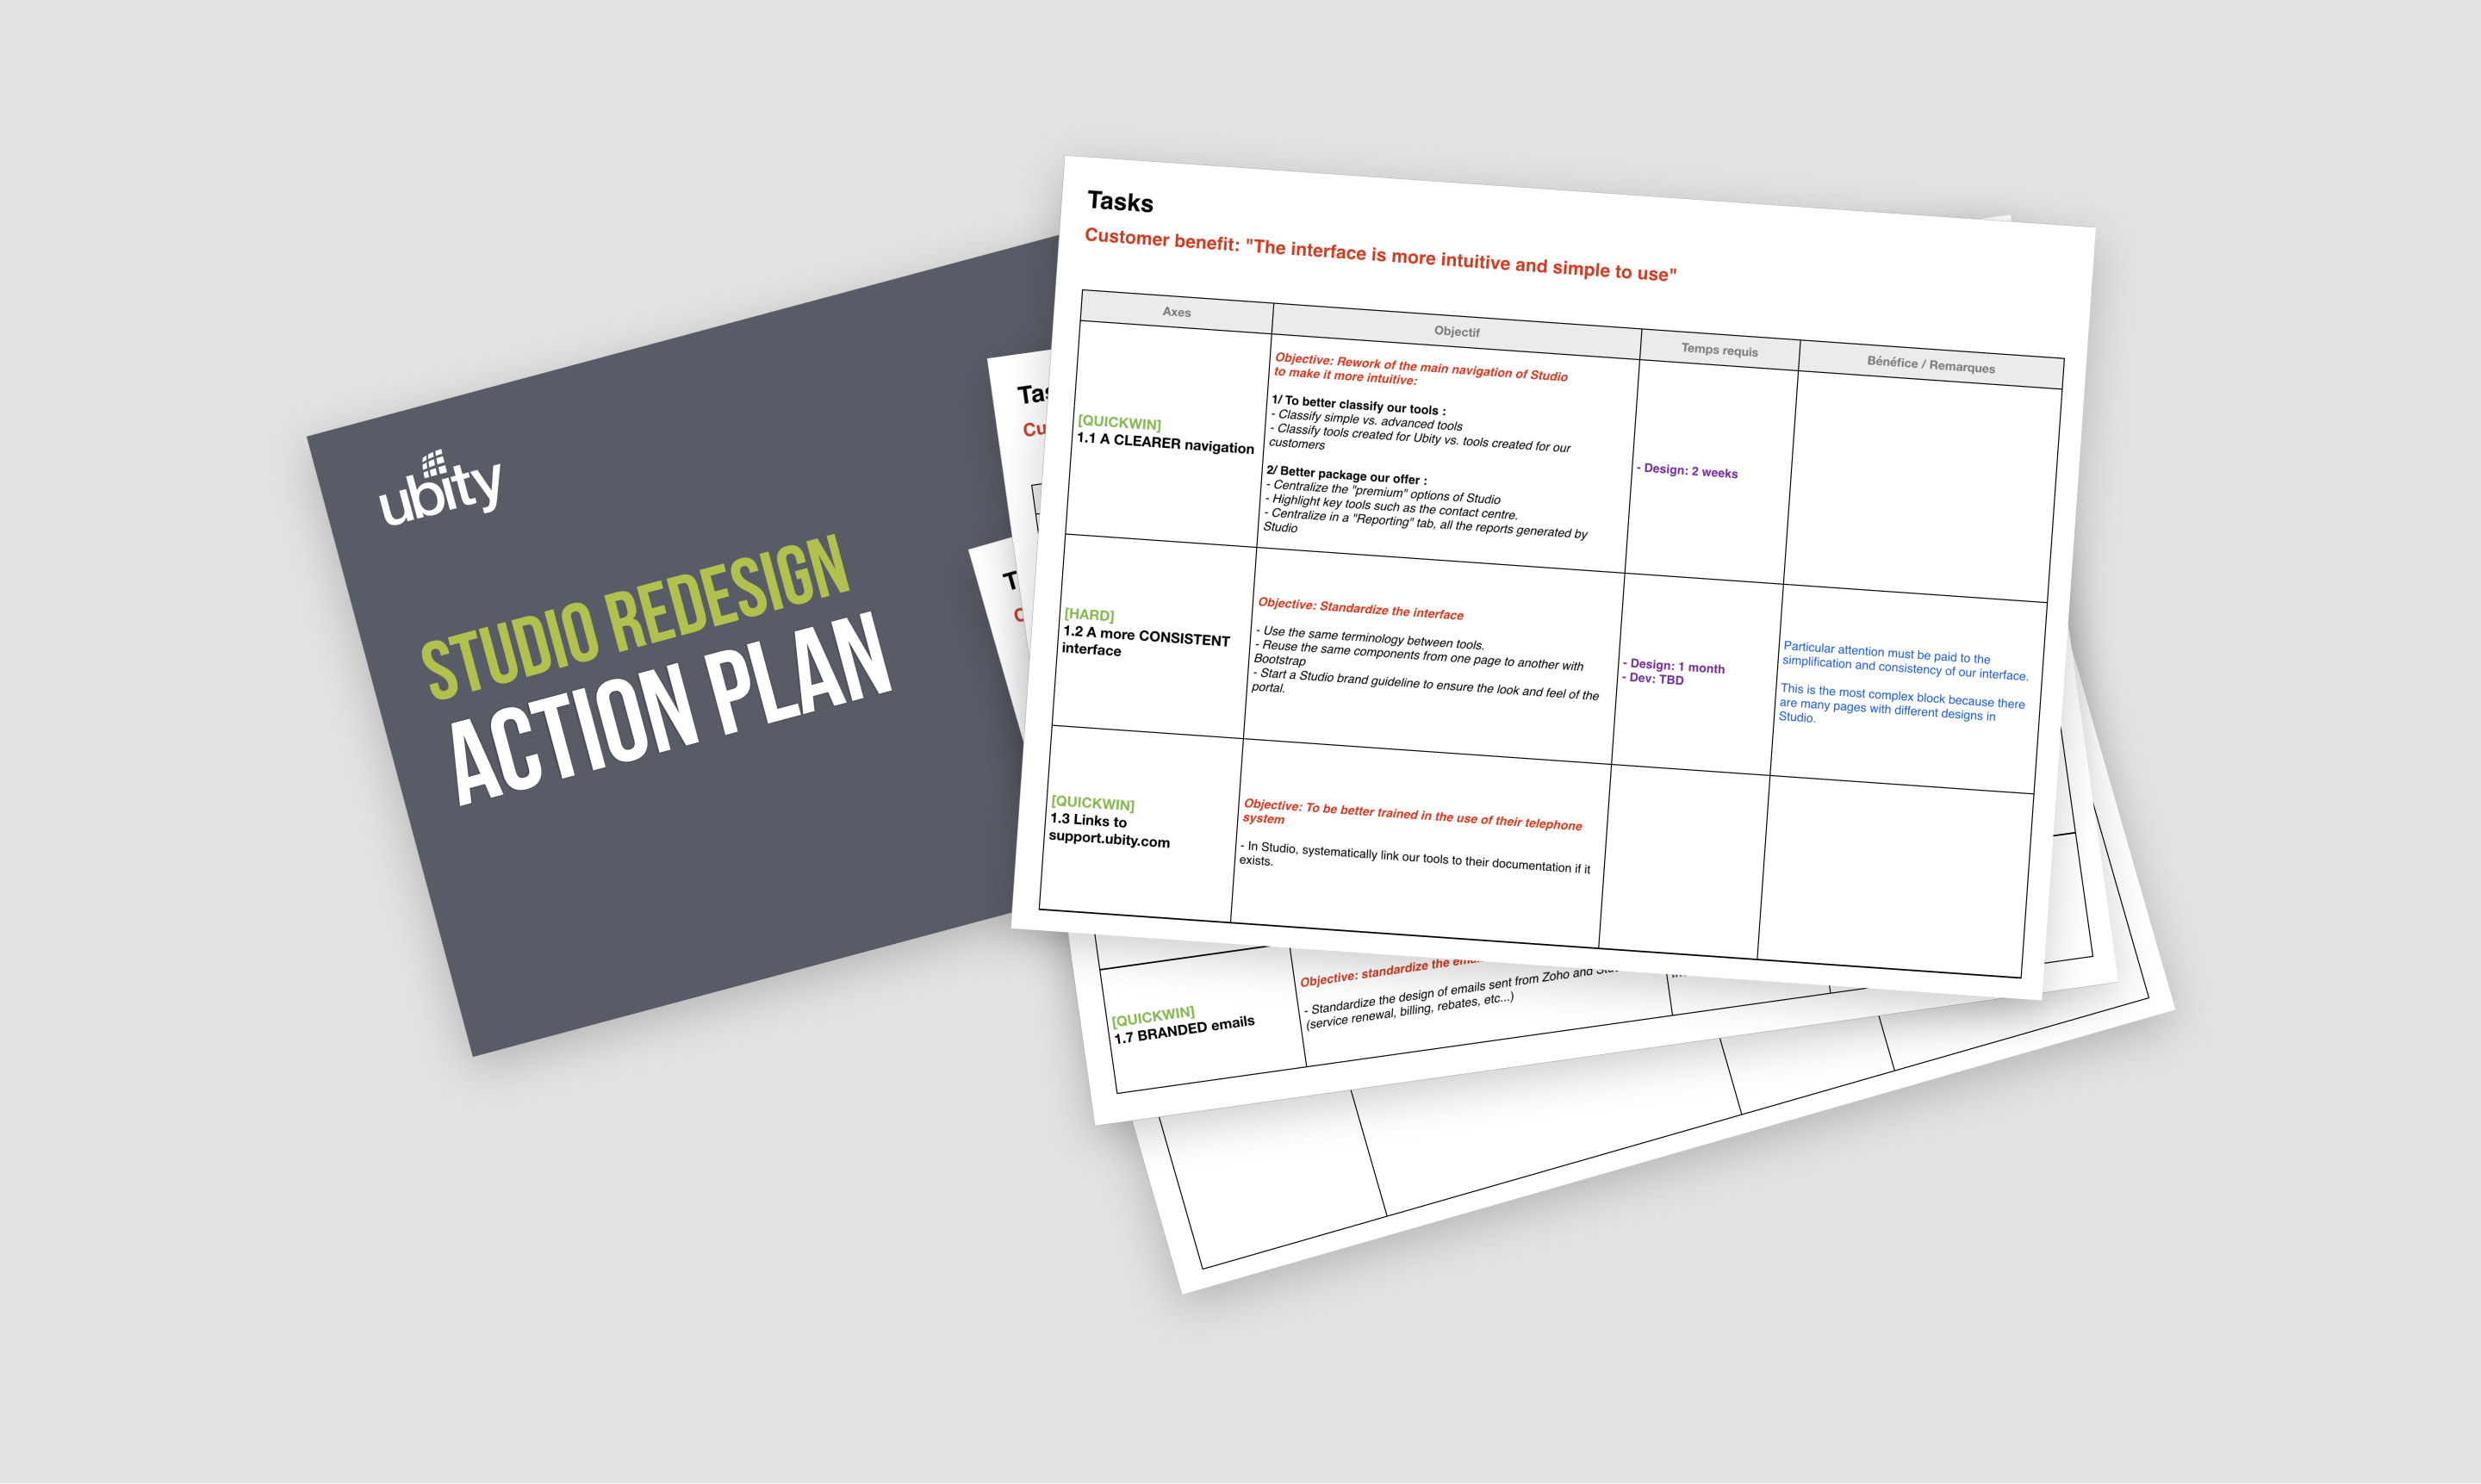 ubity
STUDIO REDESIGN
ACTION PLAN
Tasks
Customer benefit: "The interface is more intuitive and simple to use"
Axes
Objectif
Temps requis
Bénéfice / Remarques
[QUICKWIN]
1.1 A CLEARER navigation
Objective: Rework of the main navigation of Studio
to make it more intuitive:
1/ To better classify our tools :
- Classify simple vs. advanced tools
- Classify tools created for Ubity vs. tools created for our
customers
2/ Better package our offer :
- Centralize the "premium" options of Studio
- Highlight key tools such as the contact centre.
- Centralize in a "Reporting" tab, all the reports generated by
Studio
- Design: 2 weeks
[HARD]
1.2 A more CONSISTENT
interface
Objective: Standardize the interface
- Use the same terminology between tools.
- Reuse the same components from one page to another with
Bootstrap
- Start a Studio brand guideline to ensure the look and feel of the
portal.
- Design: 1 month
- Dev: TBD
Particular attention must be paid to the
simplification and consistency of our interface.
This is the most complex block because there
are many pages with different designs in
Studio.
[QUICKWIN]
1.3 Links to
support.ubity.com
Objective: To be better trained in the use of their telephone
system
- In Studio, systematically link our tools to their documentation if it
exists.
[QUICKWIN]
1.7 BRANDED emails
Objective: standardize the
- Standardize the design of emails sent from Zoho and
(service renewal, billing, rebates, etc...)